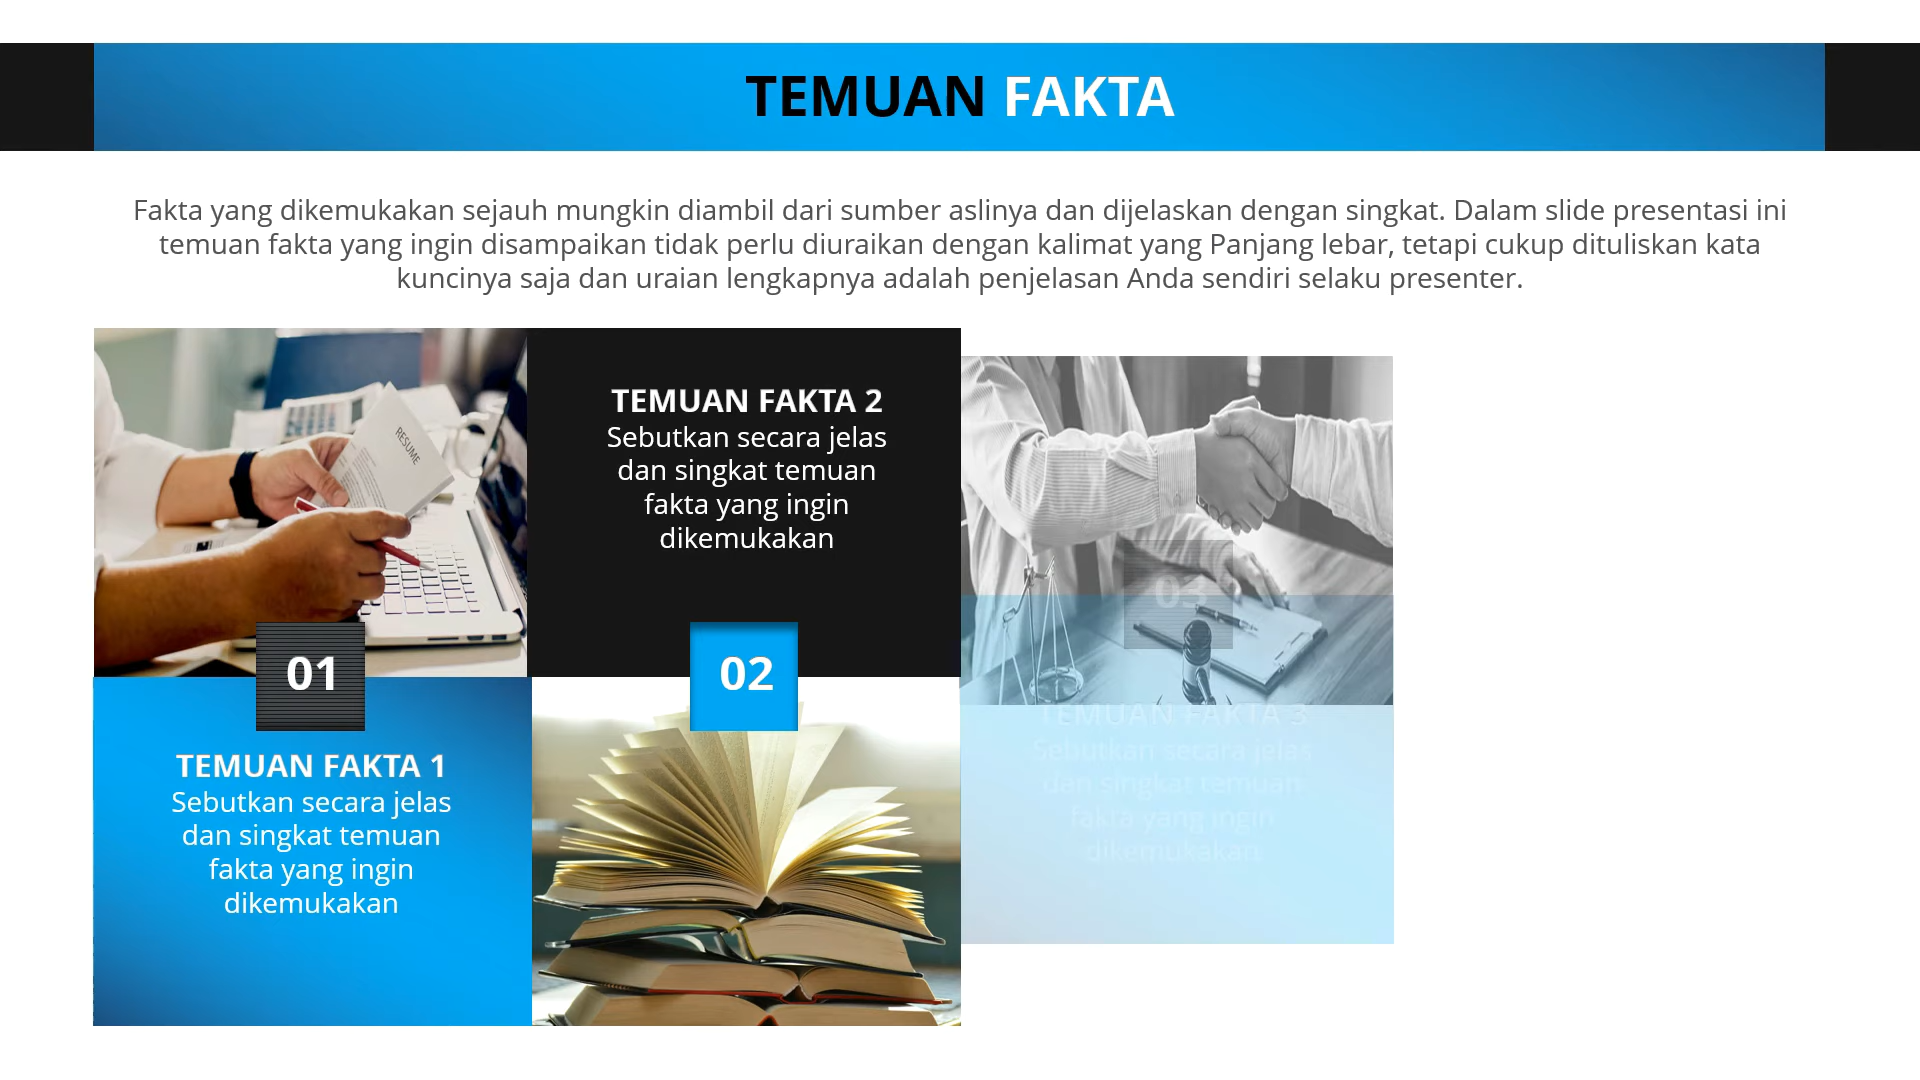 TEMUAN FAKTA
Fakta yang dikemukakan sejauh mungkin diambil dari sumber aslinya dan dijelaskan dengan singkat. Dalam slide presentasi ini
temuan fakta yang ingin disampaikan tidak perlu diuraikan dengan kalimat yang Panjang lebar, tetapi cukup dituliskan kata
kuncinya saja dan uraian lengkapnya adalah penjelasan Anda sendiri selaku presenter.
RESUME
01
TEMUAN FAKTA 1
Sebutkan secara jelas
dan singkat temuan
fakta yang ingin
dikemukakan
TEMUAN FAKTA 2
Sebutkan secara jelas
dan singkat temuan
fakta yang ingin
dikemukakan
02
03
TEMUAN FAKTA 3
Sebutkan secara jelas
dan singkat temuan
fakta yang ingin
dikemukakan